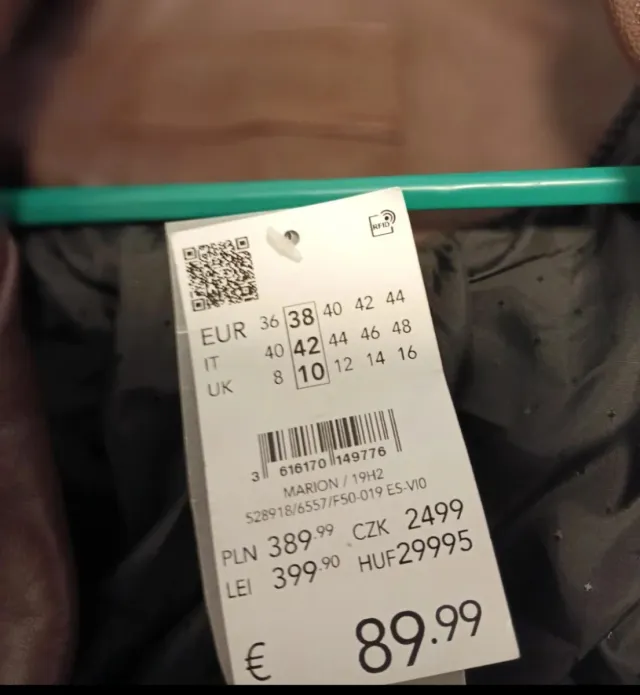 RFID
EUR 36 38 40 42 44
IT 40 42 44 46 48
UK 8 10 12 14 16
3 616170 149776
MARION / 19H2
528918/6557/F50-019 ES-VI0
PLN 389.99 CZK 2499
LEI 399.90 HUF29995
€ 89.99